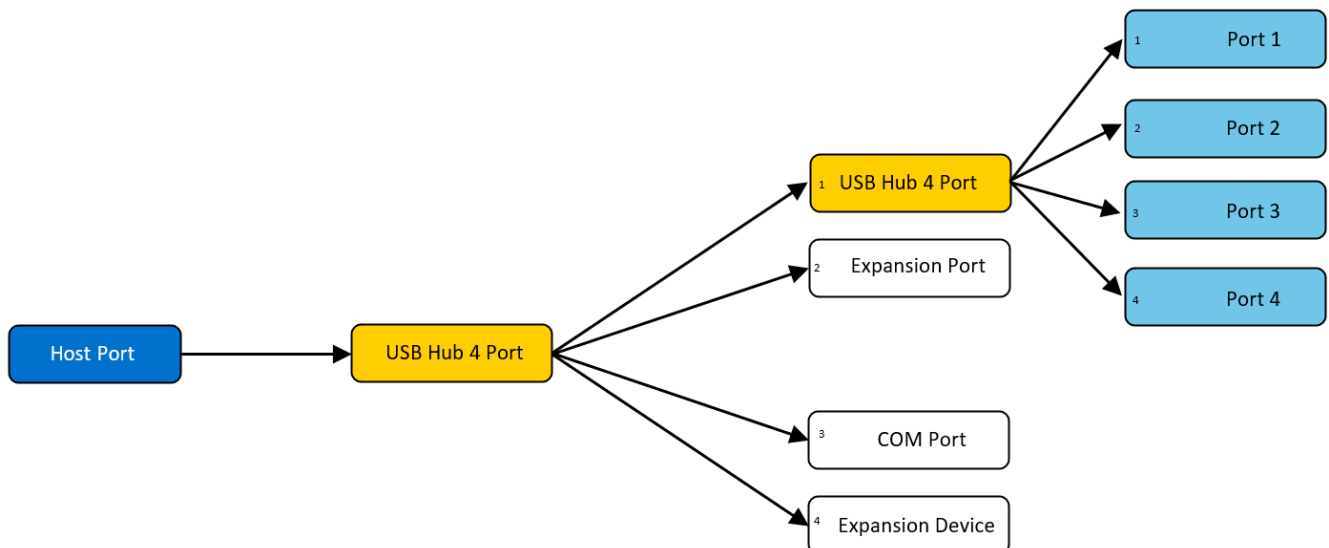 1 Port 1
2 Port 2
1 USB Hub 4 Port
3 Port 3
2 Expansion Port
4 Port 4
Host Port
USB Hub 4 Port
3 COM Port
4 Expansion Device